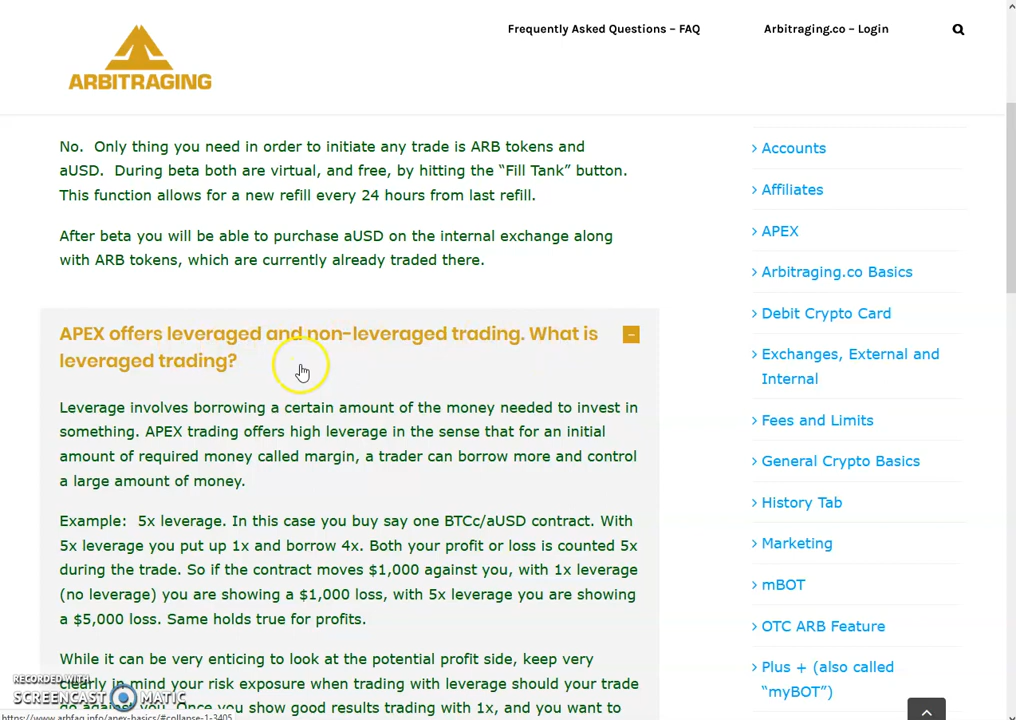 ARBITRAGING
Frequently Asked Questions – FAQ
Arbitraging.co – Login
No.  Only thing you need in order to initiate any trade is ARB tokens and
aUSD.  During beta both are virtual, and free, by hitting the “Fill Tank” button.
This function allows for a new refill every 24 hours from last refill.
After beta you will be able to purchase aUSD on the internal exchange along
with ARB tokens, which are currently already traded there.
APEX offers leveraged and non-leveraged trading. What is
leveraged trading?
Leverage involves borrowing a certain amount of the money needed to invest in
something. APEX trading offers high leverage in the sense that for an initial
amount of required money called margin, a trader can borrow more and control
a large amount of money.
Example:  5x leverage. In this case you buy say one BTCc/aUSD contract. With
5x leverage you put up 1x and borrow 4x. Both your profit or loss is counted 5x
during the trade. So if the contract moves $1,000 against you, with 1x leverage
(no leverage) you are showing a $1,000 loss, with 5x leverage you are showing
a $5,000 loss. Same holds true for profits.
While it can be very enticing to look at the potential profit side, keep very
clearly in mind your risk exposure when trading with leverage should your trade
go against you. Once you show good results trading with 1x, and you want to
Accounts
Affiliates
APEX
Arbitraging.co Basics
Debit Crypto Card
Exchanges, External and
Internal
Fees and Limits
General Crypto Basics
History Tab
Marketing
mBOT
OTC ARB Feature
Plus + (also called
“myBOT”)
RECORDED WITH
SCREENCAST MATIC
https://www.arbfaq.info/apex-basics/#collapse-1-3405